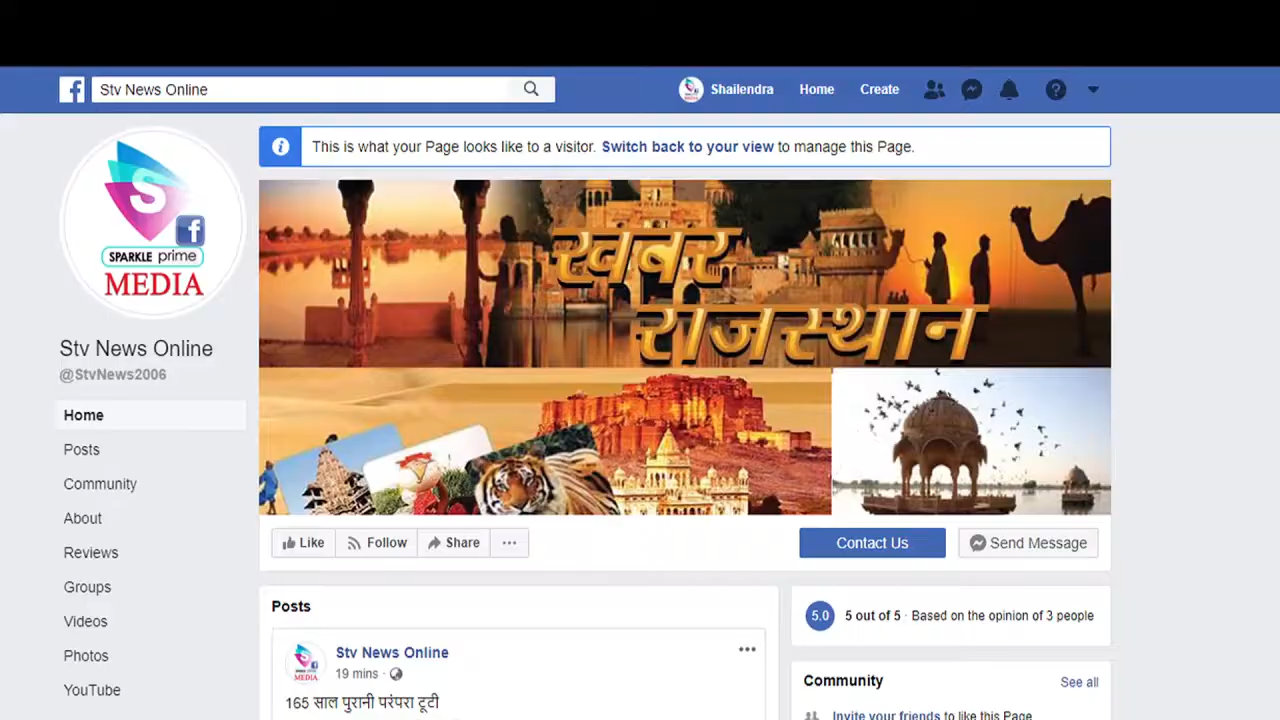 Stv News Online
Shailendra
Home
Create
This is what your Page looks like to a visitor. Switch back to your view to manage this Page.
S
f
SPARKLE prime
MEDIA
खबर
राजस्थान
Stv News Online
@StvNews2006
Home
Posts
Community
About
Reviews
Groups
Videos
Photos
YouTube
Like
Follow
Share
Contact Us
Send Message
Posts
Stv News Online
19 mins ·
165 साल पुरानी परंपरा टूटी
5.0 5 out of 5 · Based on the opinion of 3 people
Community
See all
Invite your friends to like this Page